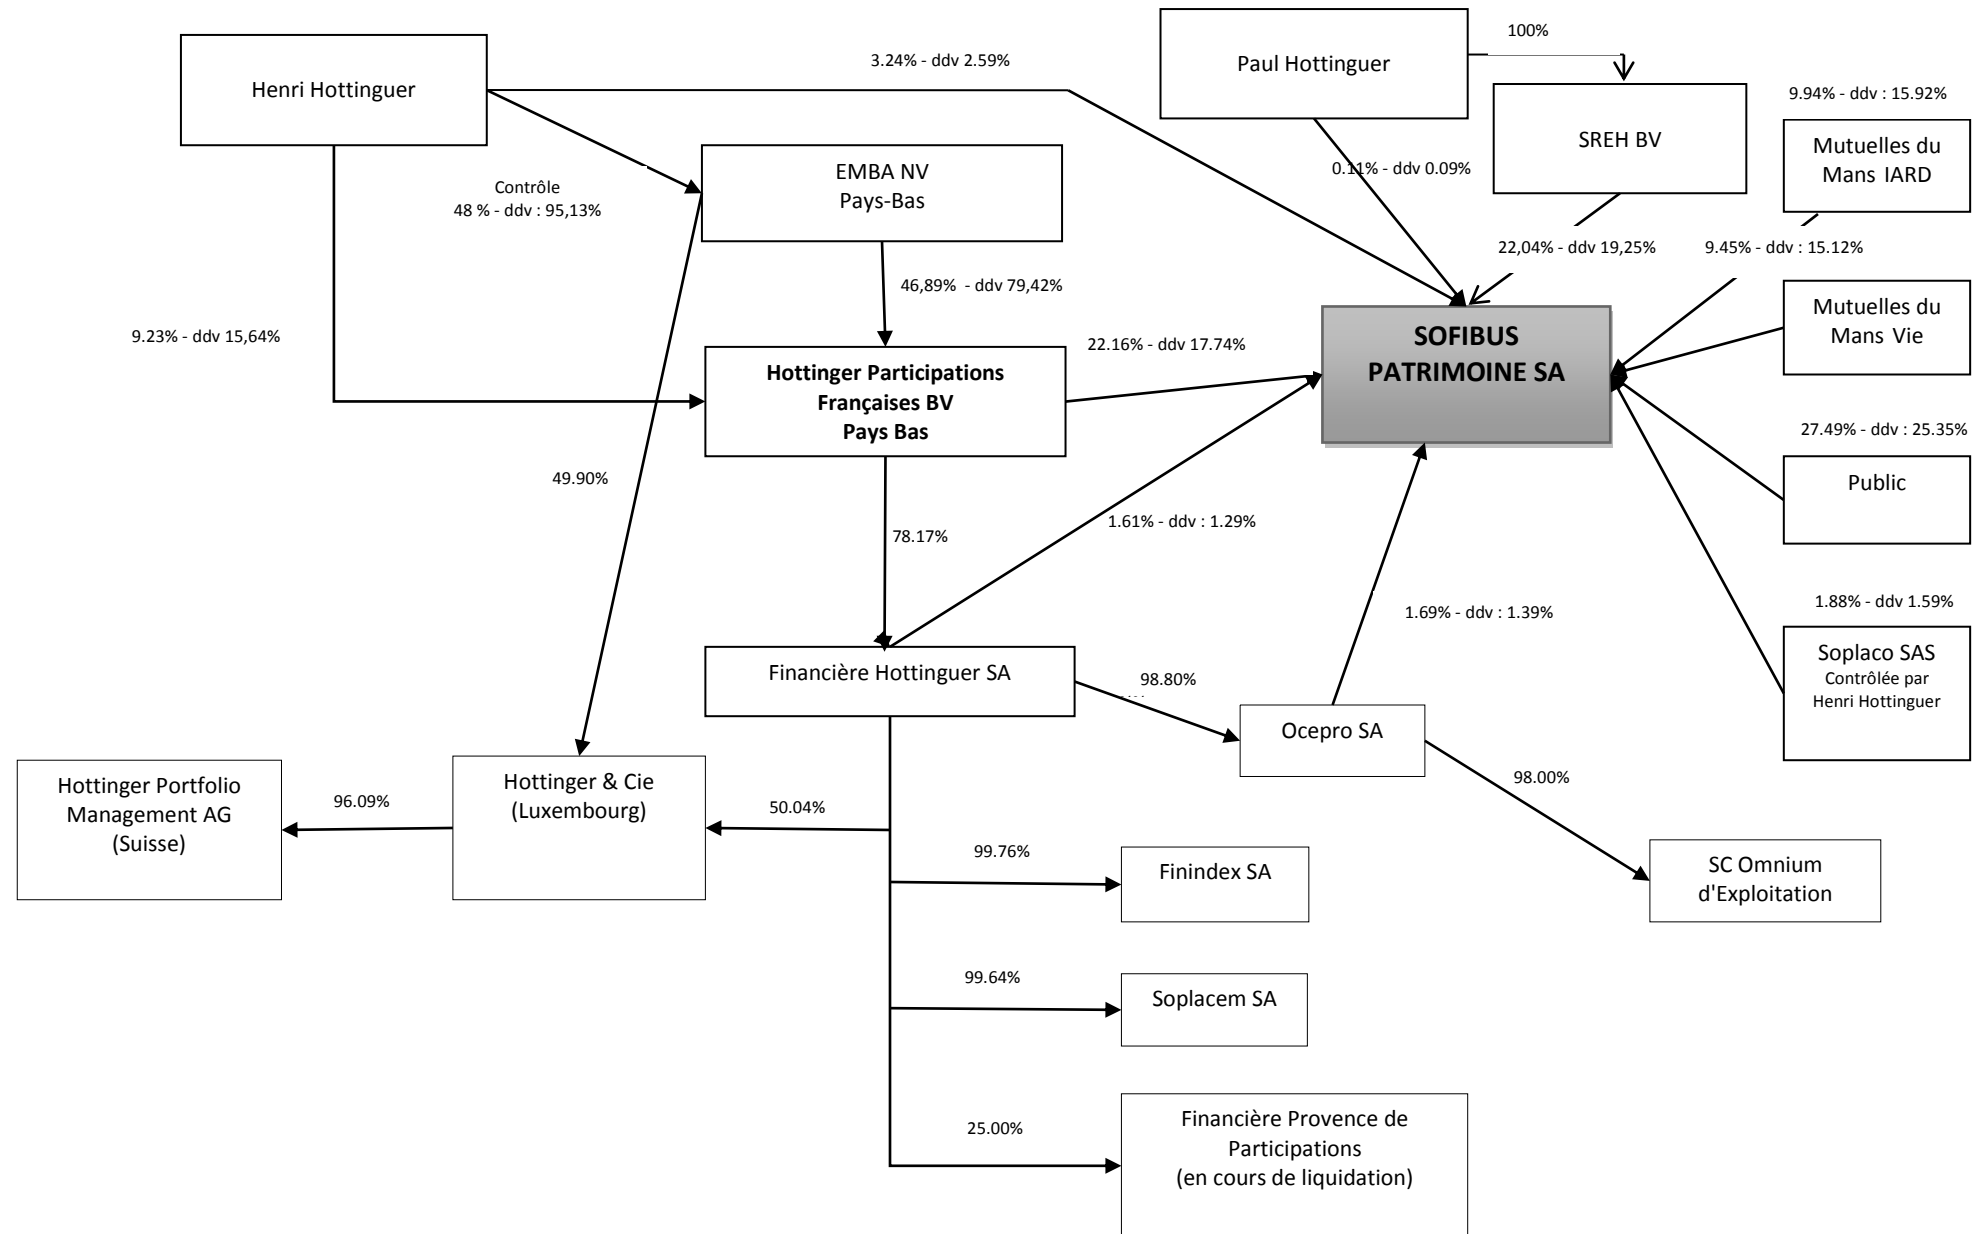 100%
Paul Hottinguer
3.24% - ddv 2.59%
Henri Hottinguer
9.94% - ddv : 15.92%
SREH BV
Mutuelles du
Mans IARD
0.11% - ddv 0.09%
EMBA NV
Pays-Bas
Contrôle
48 % - ddv : 95,13%
22,04% - ddv 19,25%
9.45% - ddv : 15.12%
46,89% - ddv 79,42%
Mutuelles du
Mans Vie
9.23% - ddv 15,64%
22.16% - ddv 17.74%
SOFIBUS
PATRIMOINE SA
Hottinger Participations
Françaises BV
Pays Bas
27.49% - ddv : 25.35%
49.90%
Public
1.61% - ddv : 1.29%
78.17%
1.69% - ddv : 1.39%
1.88% - ddv 1.59%
Soplaco SAS
Contrôlée par
Henri Hottinguer
Financière Hottinguer SA
98.80%
Ocepro SA
98.00%
Hottinger Portfolio
Management AG
(Suisse)
96.09%
Hottinger & Cie
(Luxembourg)
50.04%
99.76%
Finindex SA
SC Omnium
d'Exploitation
99.64%
Soplacem SA
25.00%
Financière Provence de
Participations
(en cours de liquidation)